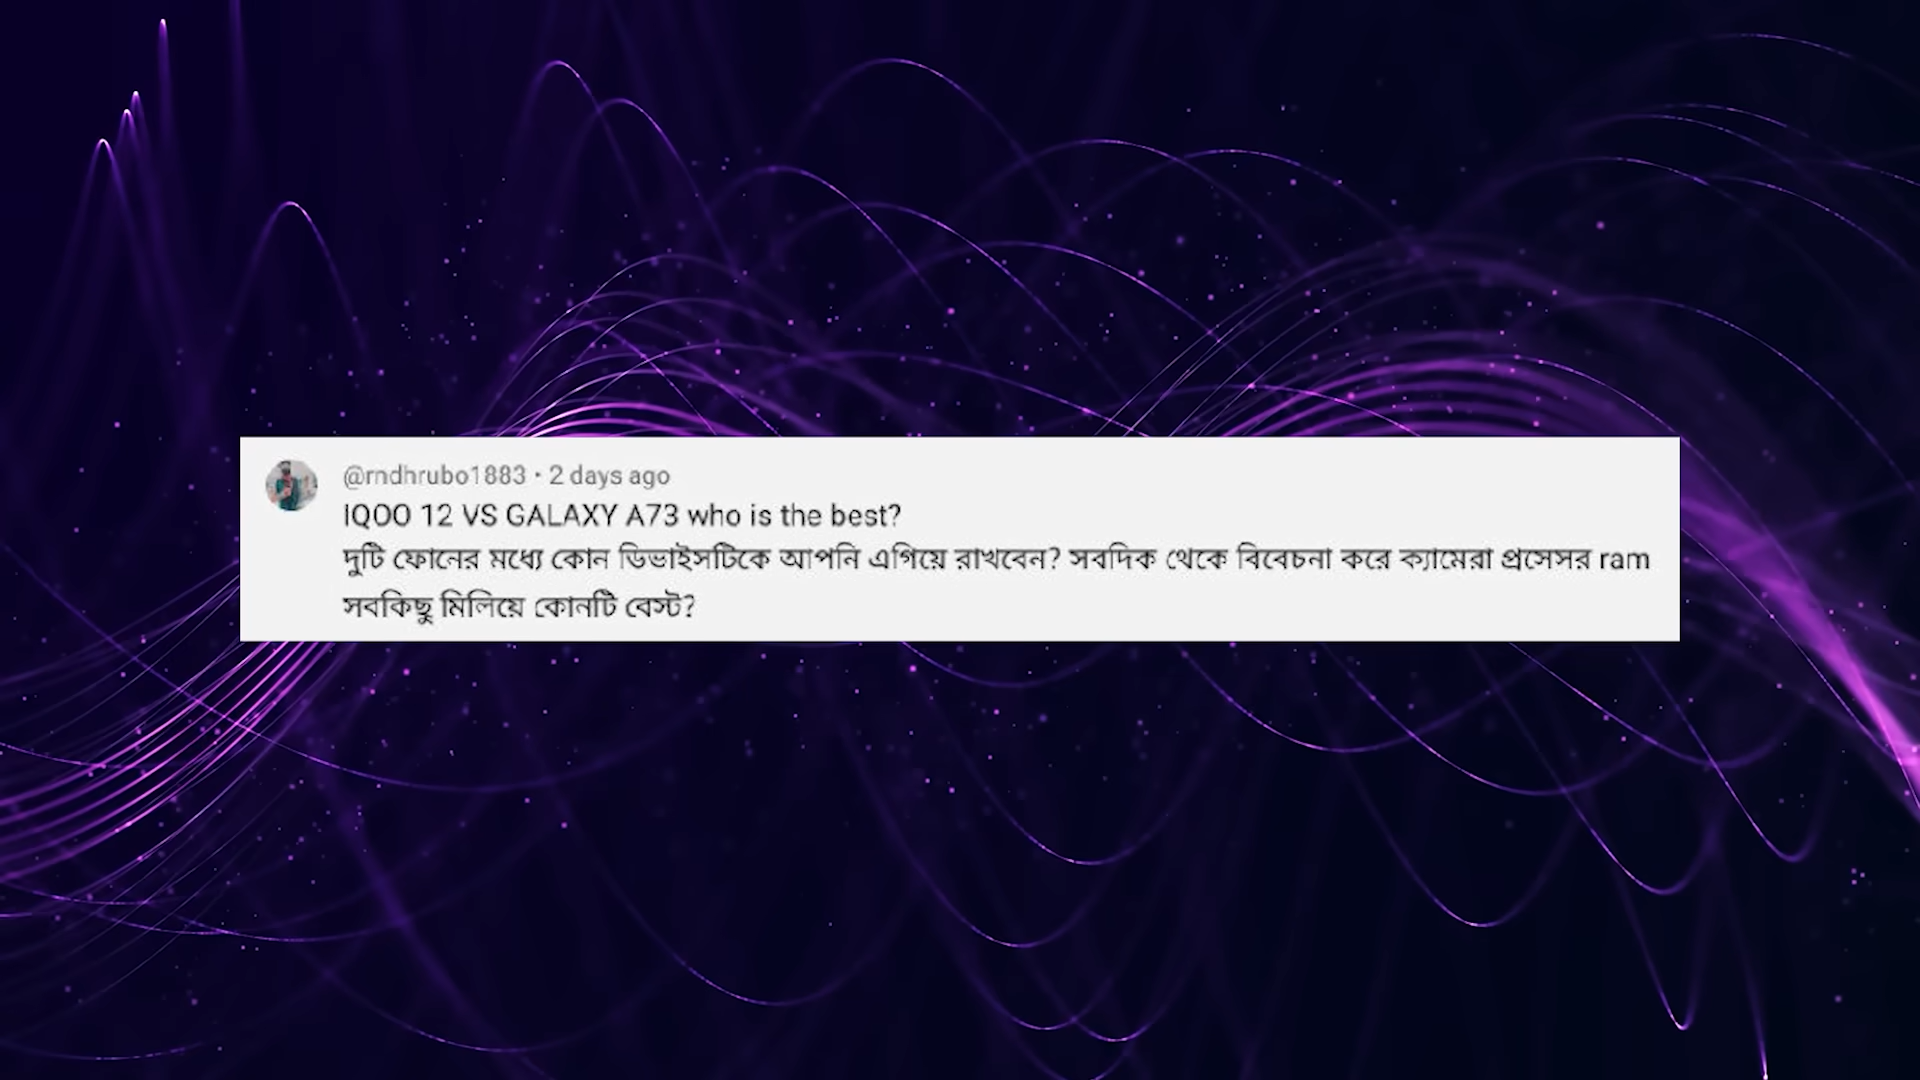 @rndhrubo1883 · 2 days ago
IQOO 12 VS GALAXY A73 who is the best?
দুটি ফোনের মধ্যে কোন ডিভাইসটিকে আপনি এগিয়ে রাখবেন? সবদিক থেকে বিবেচনা করে ক্যামেরা প্রসেসর ram
সবকিছু মিলিয়ে কোনটি বেস্ট?